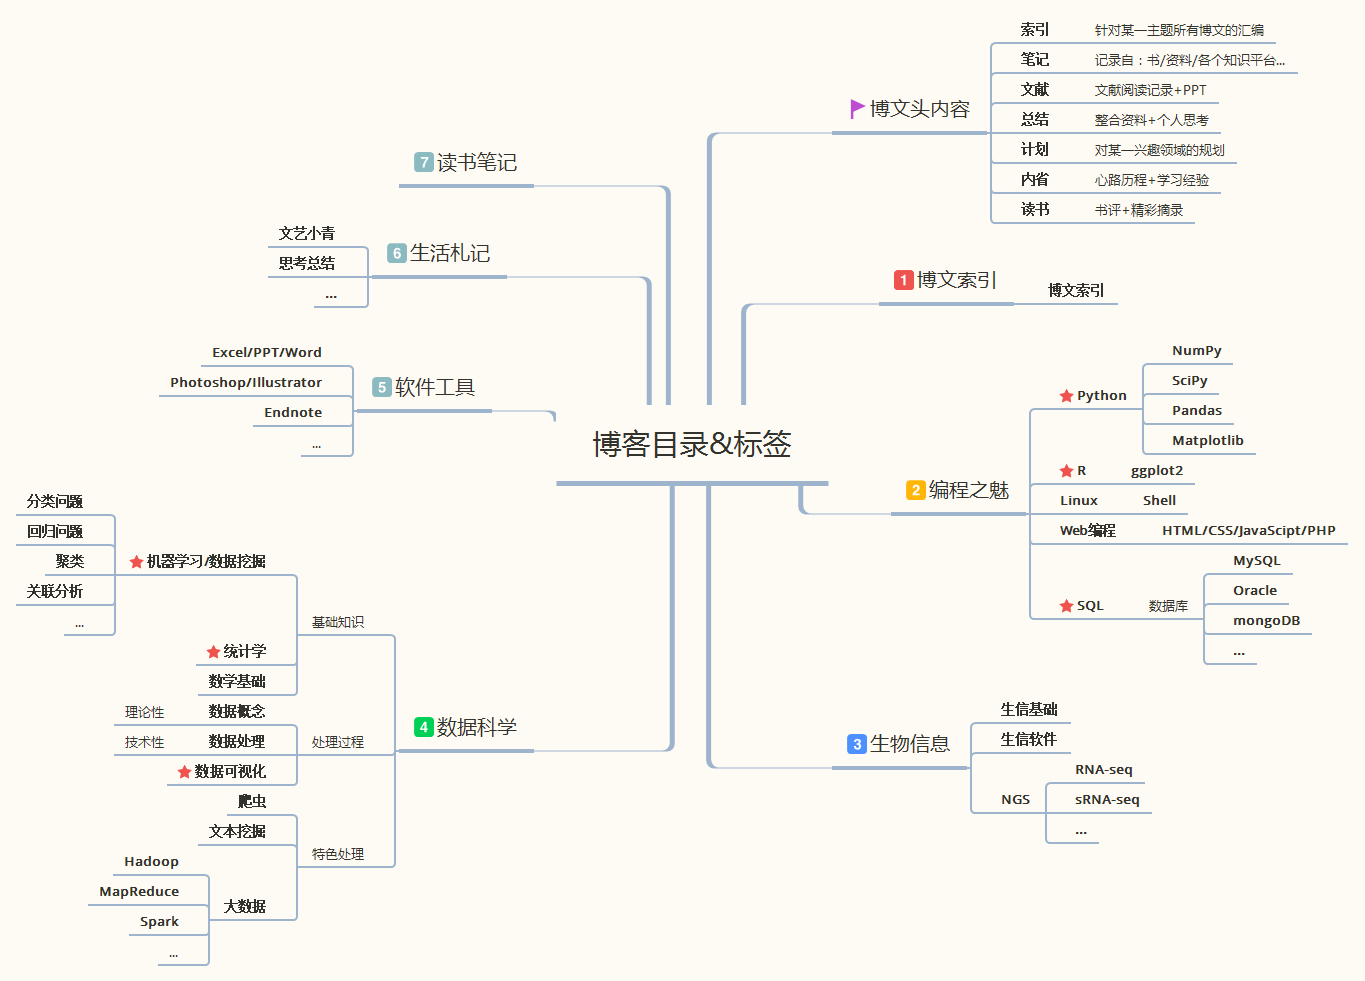 博客目录&标签
博文头内容
索引 针对某一主题所有博文的汇编
笔记 记录自：书/资料/各个知识平台...
文献 文献阅读记录+PPT
总结 整合资料+个人思考
计划 对某一兴趣领域的规划
内省 心路历程+学习经验
读书 书评+精彩摘录
1 博文索引
博文索引
2 编程之魅
Python
NumPy
SciPy
Pandas
Matplotlib
R ggplot2
Linux Shell
Web编程 HTML/CSS/JavaScipt/PHP
SQL 数据库
MySQL
Oracle
mongoDB
...
3 生物信息
生信基础
生信软件
NGS
RNA-seq
sRNA-seq
...
4 数据科学
基础知识
机器学习/数据挖掘
分类问题
回归问题
聚类
关联分析
...
统计学
数学基础
处理过程
数据概念 理论性
数据处理 技术性
数据可视化
特色处理
爬虫
文本挖掘
大数据
Hadoop
MapReduce
Spark
...
5 软件工具
Excel/PPT/Word
Photoshop/Illustrator
Endnote
...
6 生活札记
文艺小青
思考总结
...
7 读书笔记